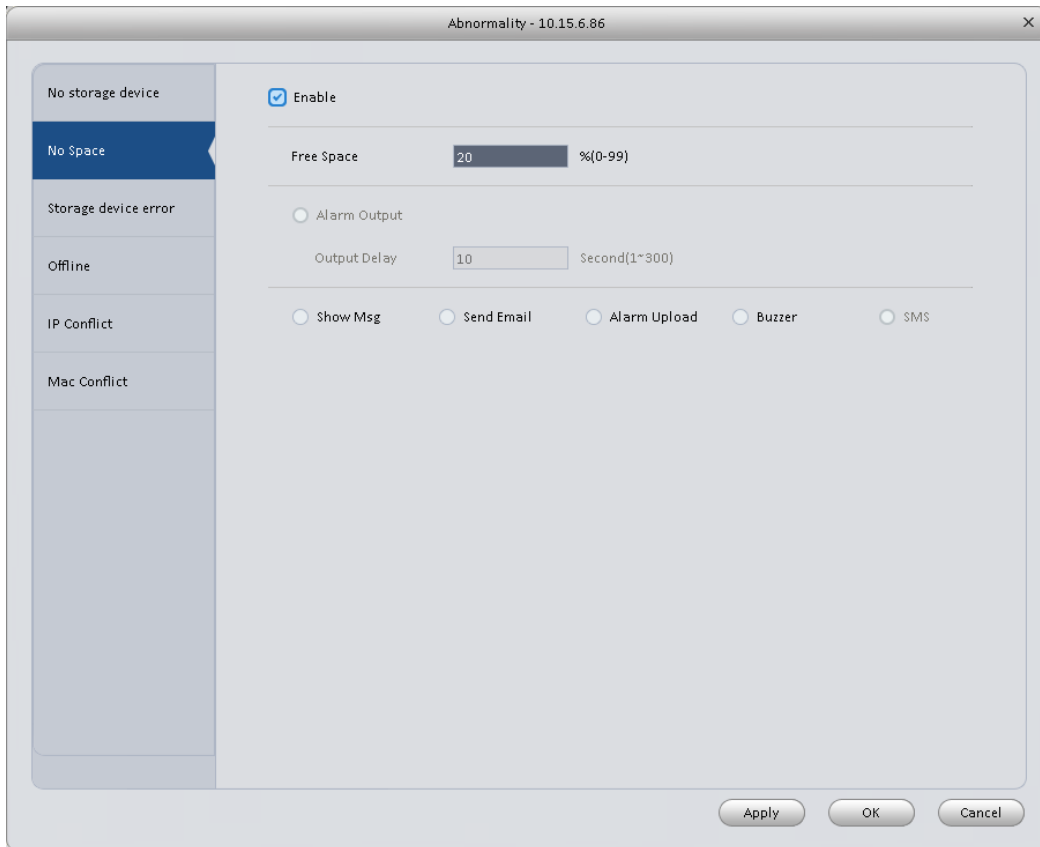 Abnormality - 10.15.6.86
No storage device
No Space
Storage device error
Offline
IP Conflict
Mac Conflict
Enable
Free Space 20 %(0-99)
Alarm Output
Output Delay 10 Second(1~300)
Show Msg Send Email Alarm Upload Buzzer SMS
Apply OK Cancel